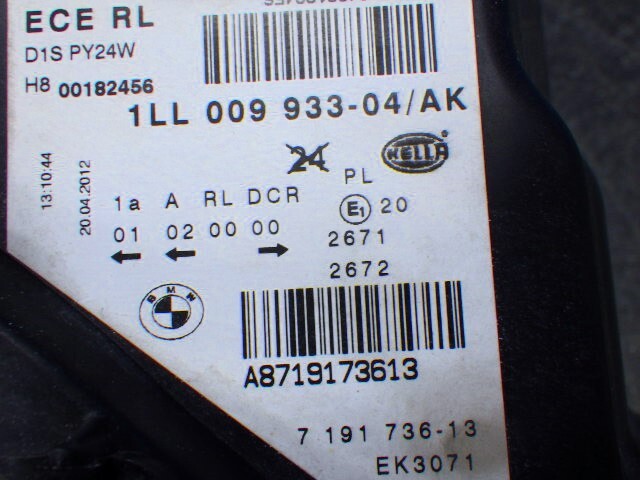 ECE RL
D1S PY24W
H8 00182456
1LL 009 933-04/AK
13:10:44
20.04.2012
24
HELLA
PL
1a A RL DCR
E1 20
01 02 00 00
2671
2672
BMW
A8719173613
7 191 736-13
EK3071